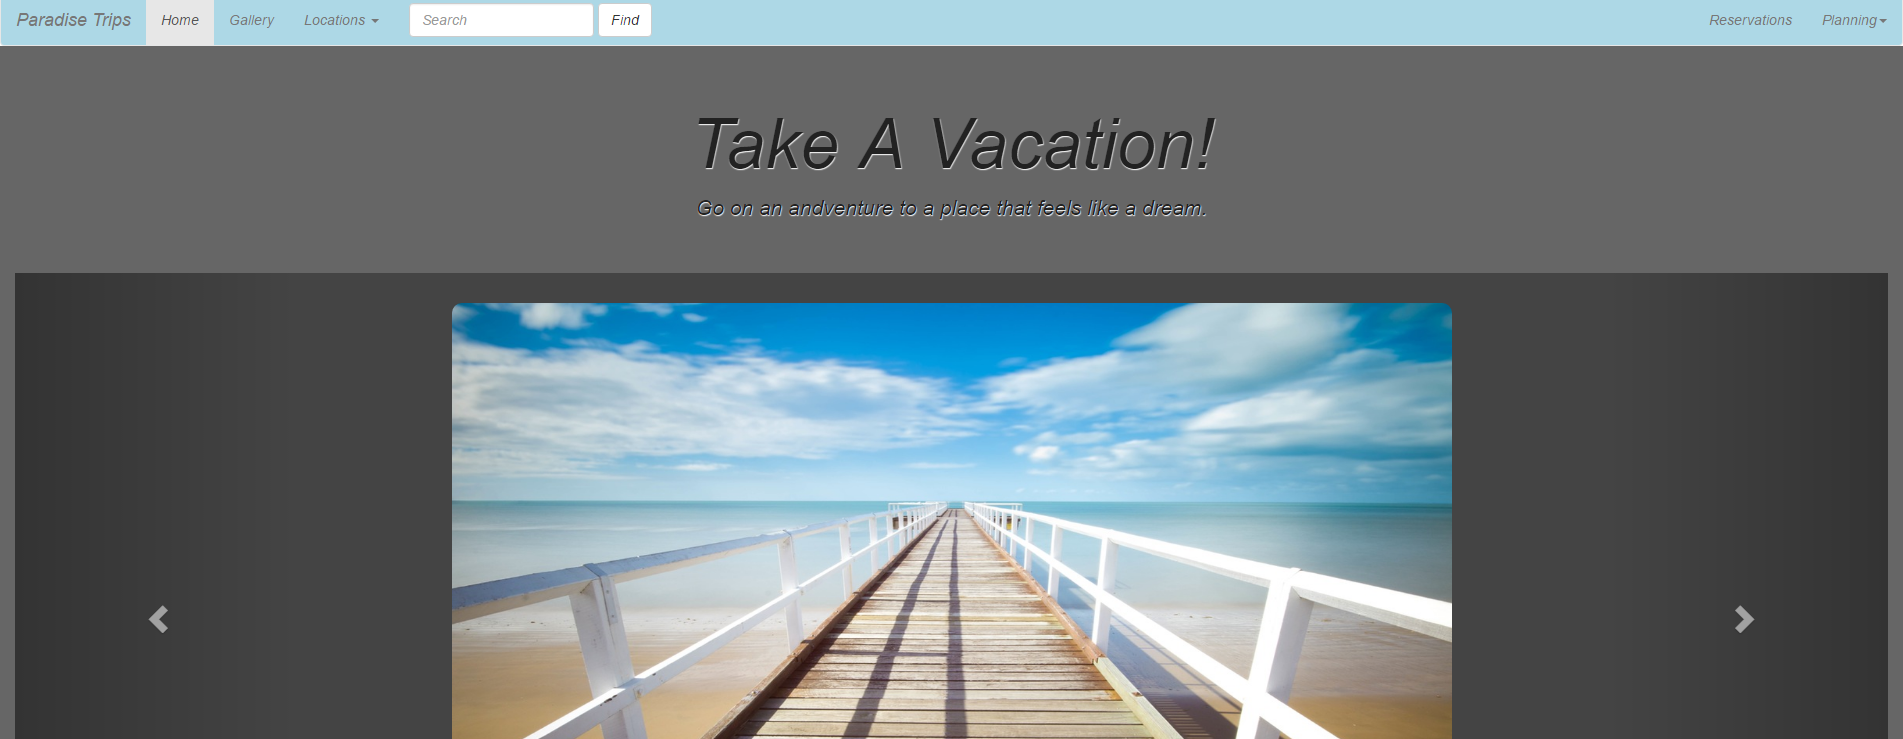 Paradise Trips Home Gallery Locations Search Find Reservations Planning
Take A Vacation!
Go on an andventure to a place that feels like a dream.